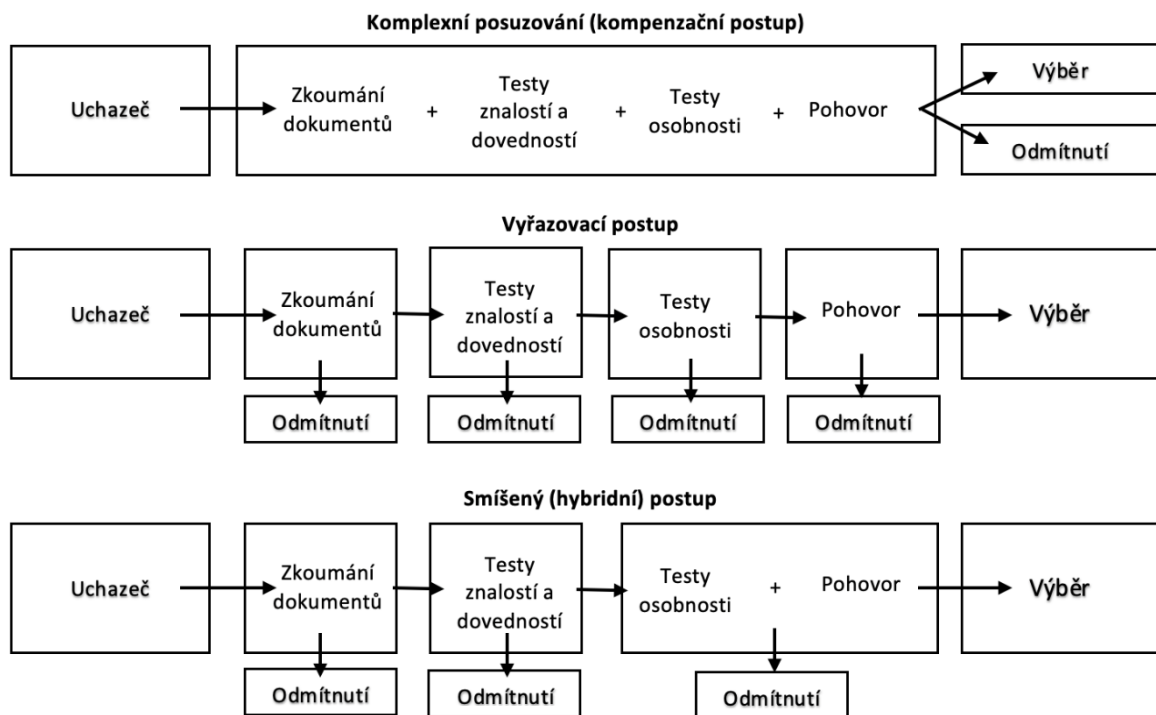 Komplexní posuzování (kompenzační postup)
Uchazeč
Zkoumání
dokumentů
+
Testy
znalostí a
dovedností
+
Testy
osobnosti
+
Pohovor
Výběr
Odmítnutí
Vyřazovací postup
Uchazeč
Zkoumání
dokumentů
Testy
znalostí a
dovedností
Testy
osobnosti
Pohovor
Výběr
Odmítnutí
Odmítnutí
Odmítnutí
Odmítnutí
Smíšený (hybridní) postup
Uchazeč
Zkoumání
dokumentů
Testy
znalostí a
dovedností
Testy
osobnosti
+
Pohovor
Výběr
Odmítnutí
Odmítnutí
Odmítnutí